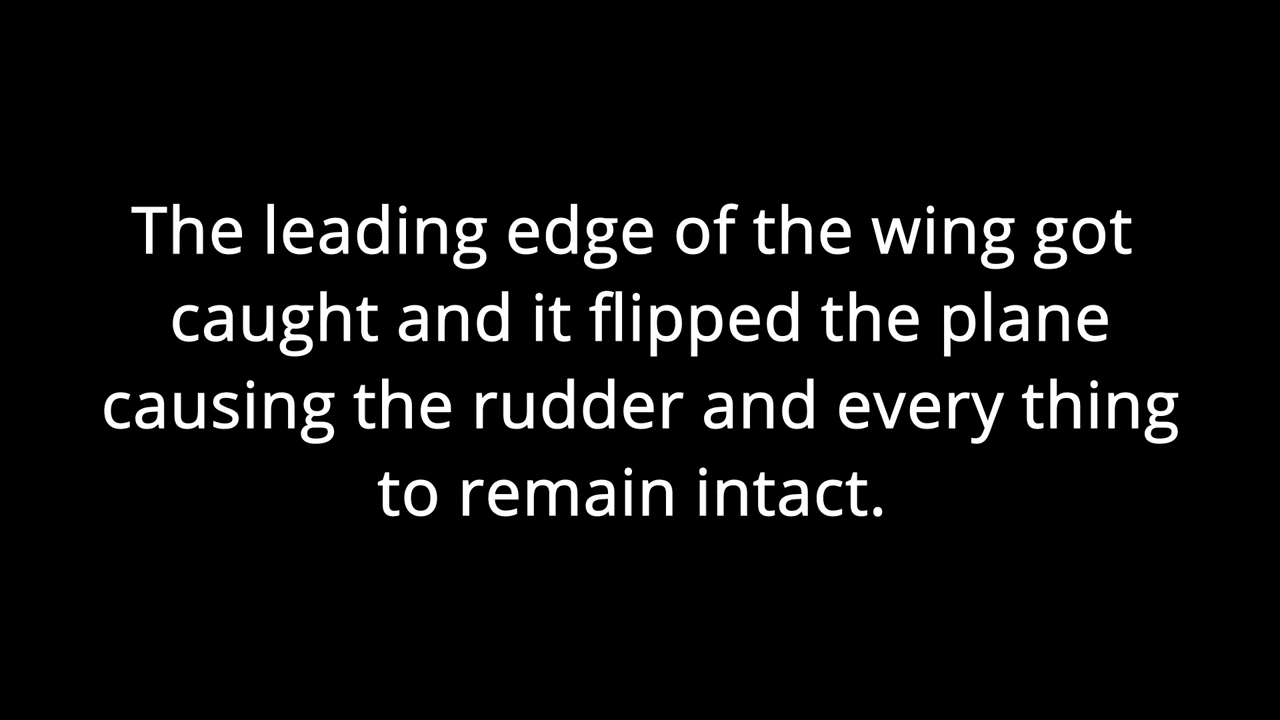 The leading edge of the wing got
caught and it flipped the plane
causing the rudder and every thing
to remain intact.